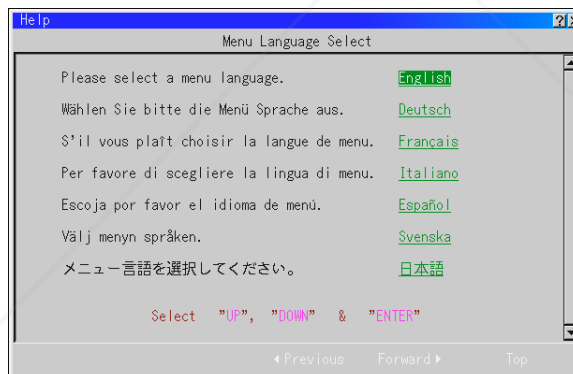 Help
Menu Language Select
Please select a menu language. English
Wählen Sie bitte die Menü Sprache aus. Deutsch
S'il vous plaît choisir la langue de menu. Français
Per favore di scegliere la lingua di menu. Italiano
Escoja por favor el idioma de menú. Español
Välj menyn språken. Svenska
メニュー言語を選択してください。 日本語
Select "UP", "DOWN" & "ENTER"
Previous Forward Top